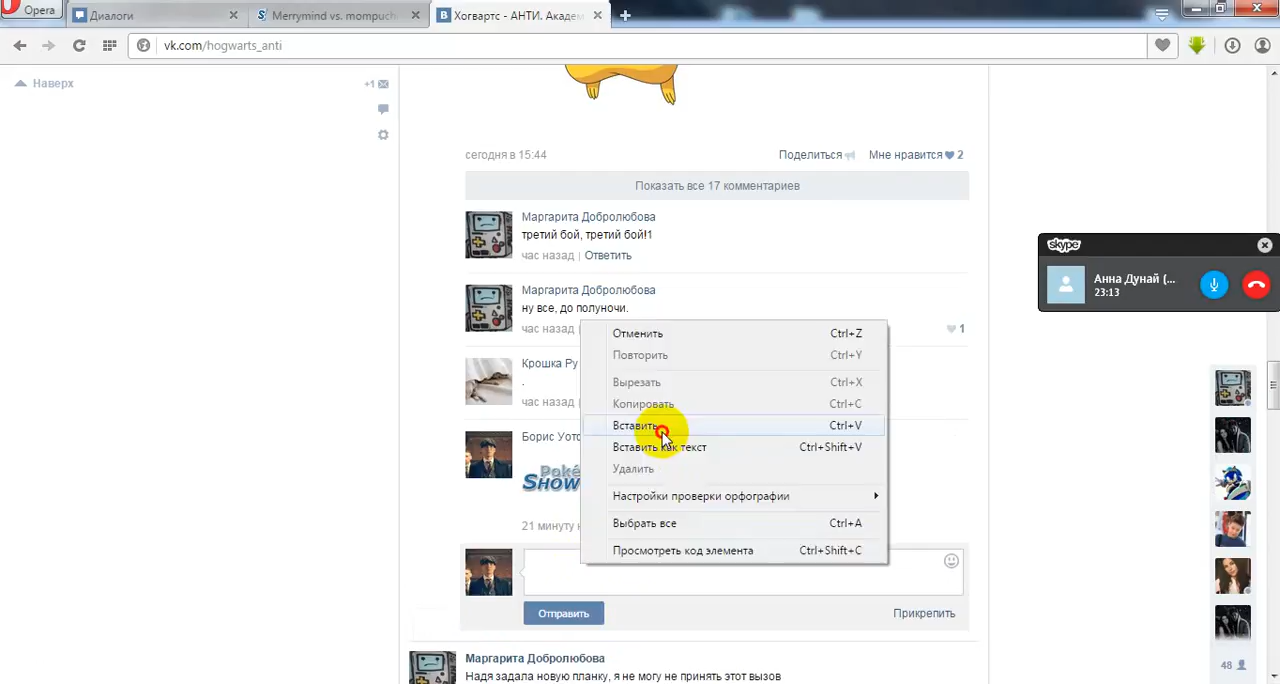 Opera
Диалоги
Merrymind vs. mompuch
Хогвартс - АНТИ. Академ
vk.com/hogwarts_anti
Наверх
+1
сегодня в 15:44
Поделиться
Мне нравится 2
Показать все 17 комментариев
Маргарита Добролюбова
третий бой, третий бой!1
час назад | Ответить
Маргарита Добролюбова
ну все, до полуночи.
час назад |
1
Крошка Ру
.
час назад |
Борис Уотс
Poké
Show
21 минуту н
Отменить Ctrl+Z
Повторить Ctrl+Y
Вырезать Ctrl+X
Копировать Ctrl+C
Вставить Ctrl+V
Вставить как текст Ctrl+Shift+V
Удалить
Настройки проверки орфографии
Выбрать все Ctrl+A
Просмотреть код элемента Ctrl+Shift+C
Отправить
Прикрепить
Маргарита Добролюбова
Надя задала новую планку, я не могу не принять этот вызов
skype
Анна Дунай (...
23:13
48